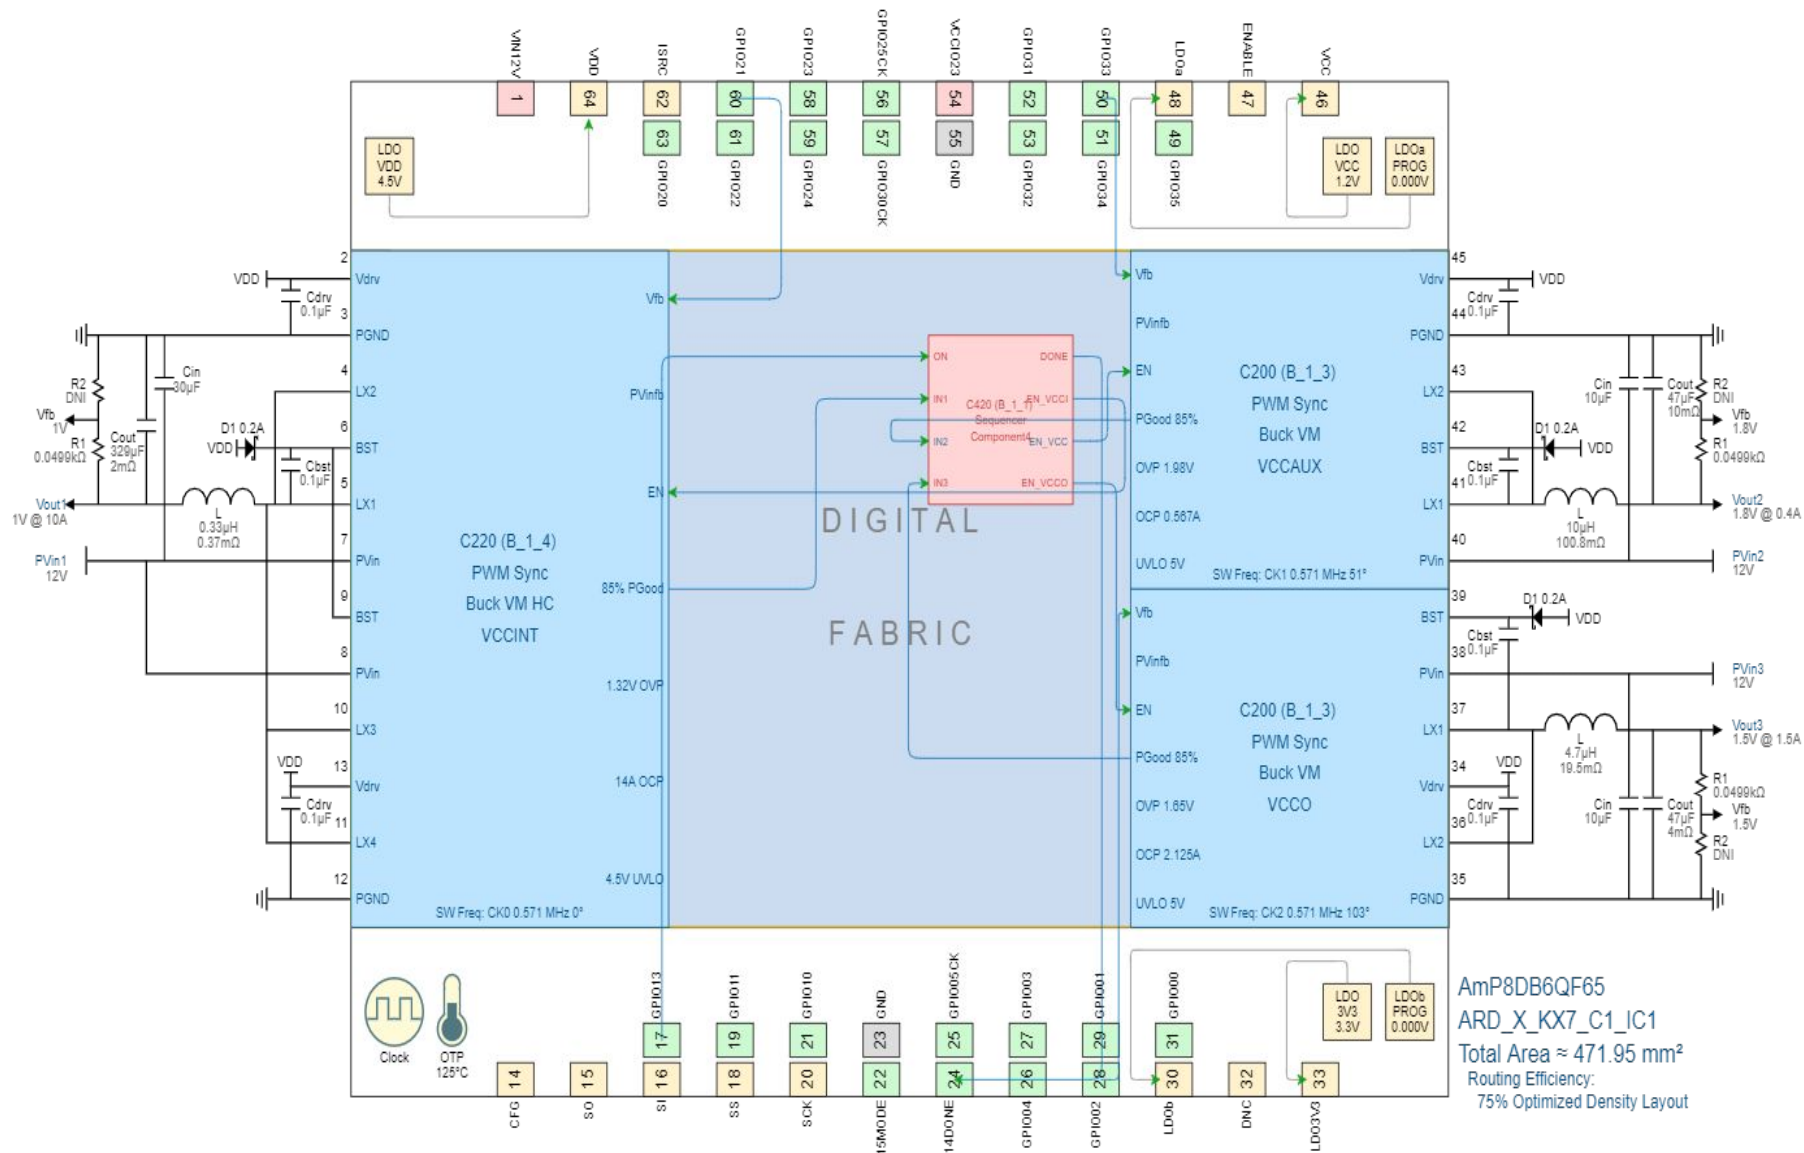 VIN12V
VDD
ISRC
GPIO21
GPIO23
GPIO25CK
VCCIO23
GPIO31
GPIO33
LDOa
ENABLE
VCC
1
64
62
60
58
56
54
52
50
48
47
46
63
61
59
57
55
53
51
49
GPIO20
GPIO22
GPIO24
GPIO30CK
GND
GPIO32
GPIO34
GPIO35
LDO
VDD
4.5V
LDO
VCC
1.2V
LDOa
PROG
0.000V
VDD
Cdrv
0.1µF
R2
DNI
Cin
30µF
Vfb
1V
R1
0.0499kΩ
Cout
329µF
2mΩ
D1 0.2A
VDD
Cbst
0.1µF
Vout1
1V @ 10A
L
0.33µH
0.37mΩ
PVin1
12V
VDD
Cdrv
0.1µF
2
3
4
6
5
7
9
8
10
13
11
12
Vdrv
PGND
LX2
BST
LX1
PVin
BST
PVin
LX3
Vdrv
LX4
PGND
Vfb
PVinfb
EN
85% PGood
1.32V OVP
14A OCP
4.5V UVLO
C220 (B_1_4)
PWM Sync
Buck VM HC
VCCINT
SW Freq: CK0 0.571 MHz 0°
ON
IN1
IN2
IN3
DONE
EN_VCCI
EN_VCC
EN_VCCO
C420 (B_1_1)
Sequencer
Component4
DIGITAL
FABRIC
Vfb
PVinfb
EN
PGood 85%
OVP 1.98V
OCP 0.567A
UVLO 5V
C200 (B_1_3)
PWM Sync
Buck VM
VCCAUX
SW Freq: CK1 0.571 MHz 51°
Vdrv
PGND
LX2
BST
LX1
PVin
Vfb
PVinfb
EN
PGood 85%
OVP 1.65V
OCP 2.125A
UVLO 5V
C200 (B_1_3)
PWM Sync
Buck VM
VCCO
SW Freq: CK2 0.571 MHz 103°
BST
PVin
LX1
Vdrv
LX2
PGND
45
44
43
42
41
40
39
38
37
34
36
35
VDD
Cdrv
0.1µF
Cin
10µF
Cout
47µF
10mΩ
R2
DNI
Vfb
1.8V
R1
0.0499kΩ
D1 0.2A
VDD
Cbst
0.1µF
Vout2
1.8V @ 0.4A
L
10µH
100.8mΩ
PVin2
12V
D1 0.2A
VDD
Cbst
0.1µF
PVin3
12V
Vout3
1.5V @ 1.5A
L
4.7µH
19.5mΩ
VDD
Cdrv
0.1µF
Cin
10µF
Cout
47µF
4mΩ
R1
0.0499kΩ
Vfb
1.5V
R2
DNI
Clock
OTP
125°C
GPIO13
GPIO11
GPIO10
GND
GPIO05CK
GPIO03
GPIO01
GPIO00
17
19
21
23
25
27
29
31
14
15
16
18
20
22
24
26
28
30
32
33
CFG
SO
SI
SS
SCK
15MODE
14DONE
GPIO04
GPIO02
LDOb
DNC
LDO3V3
LDO
3V3
3.3V
LDOb
PROG
0.000V
AmP8DB6QF65
ARD_X_KX7_C1_IC1
Total Area ≈ 471.95 mm²
Routing Efficiency:
75% Optimized Density Layout